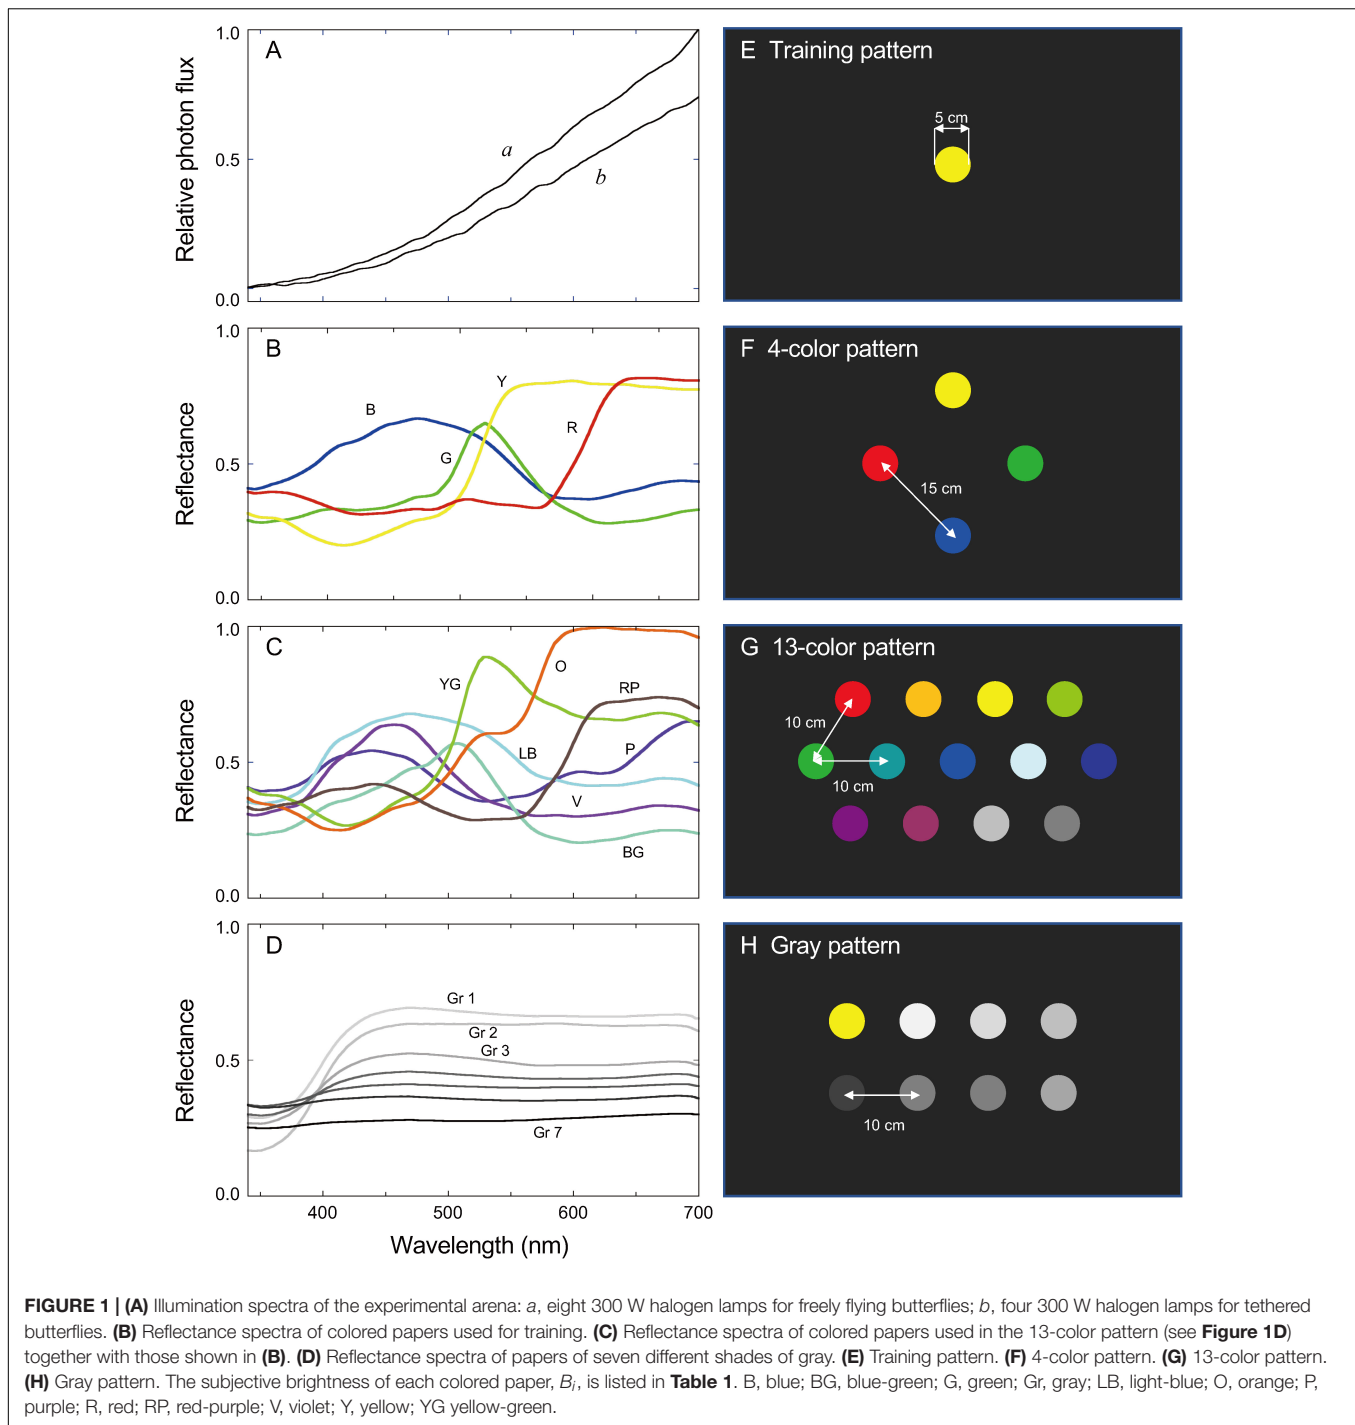 A
Relative photon flux
1.0
0.5
0.0
a
b
E Training pattern
5 cm
B
Reflectance
1.0
0.5
0.0
B
G
Y
R
F 4-color pattern
15 cm
C
Reflectance
1.0
0.5
0.0
YG
O
RP
LB
P
V
BG
G 13-color pattern
10 cm
10 cm
D
Reflectance
1.0
0.5
0.0
Gr 1
Gr 2
Gr 3
Gr 7
400 500 600 700
Wavelength (nm)
H Gray pattern
10 cm
FIGURE 1 | (A) Illumination spectra of the experimental arena: a, eight 300 W halogen lamps for freely flying butterflies; b, four 300 W halogen lamps for tethered
butterflies. (B) Reflectance spectra of colored papers used for training. (C) Reflectance spectra of colored papers used in the 13-color pattern (see Figure 1D)
together with those shown in (B). (D) Reflectance spectra of papers of seven different shades of gray. (E) Training pattern. (F) 4-color pattern. (G) 13-color pattern.
(H) Gray pattern. The subjective brightness of each colored paper, Bi, is listed in Table 1. B, blue; BG, blue-green; G, green; Gr, gray; LB, light-blue; O, orange; P,
purple; R, red; RP, red-purple; V, violet; Y, yellow; YG yellow-green.